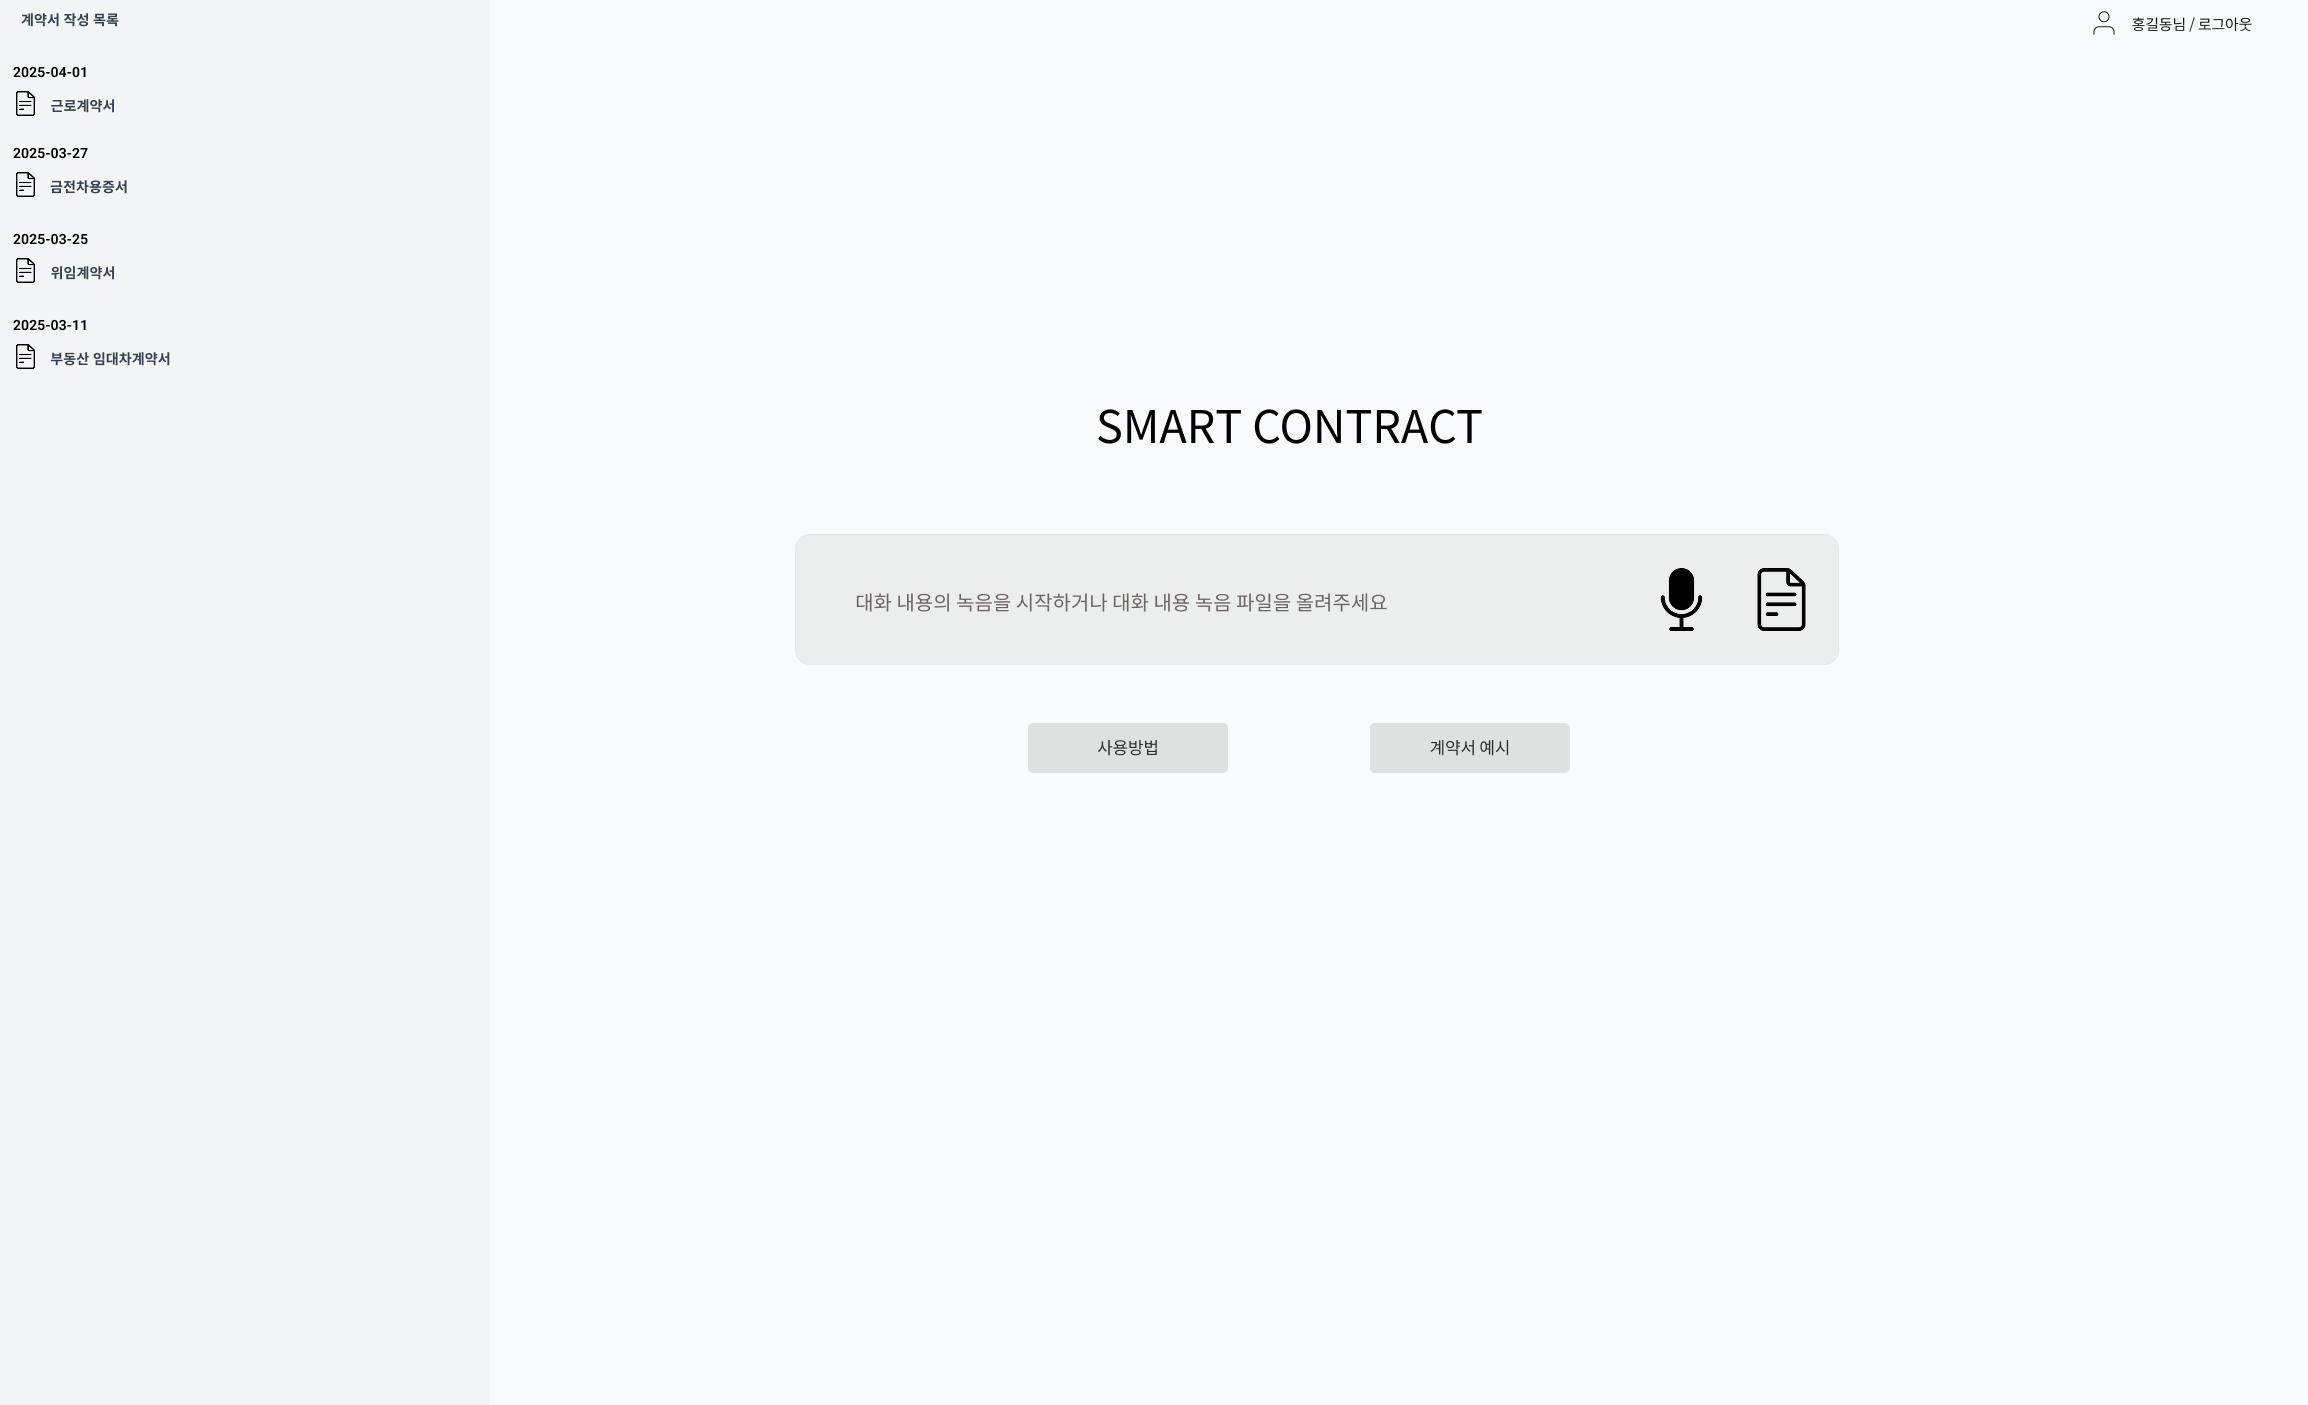 계약서 작성 목록
홍길동님 / 로그아웃
2025-04-01
근로계약서
2025-03-27
금전차용증서
2025-03-25
위임계약서
2025-03-11
부동산 임대차계약서
SMART CONTRACT
대화 내용의 녹음을 시작하거나 대화 내용 녹음 파일을 올려주세요
사용방법
계약서 예시